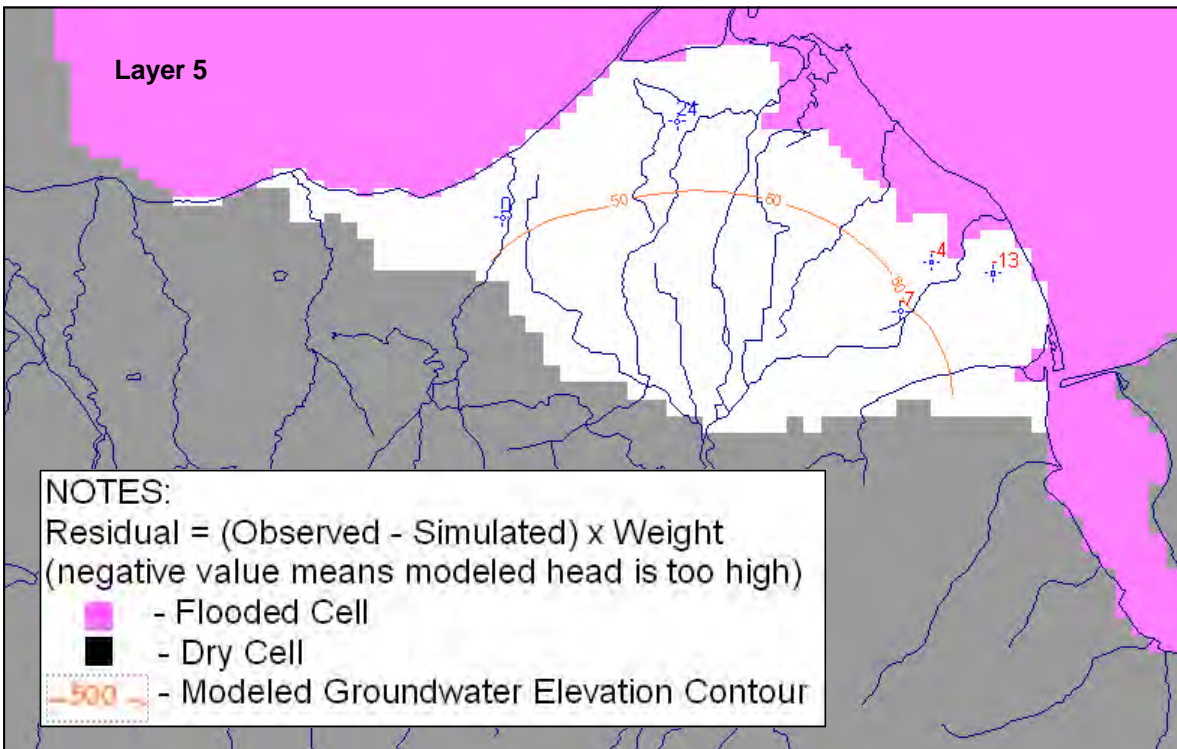 Layer 5
24
50
60
-4
-13
80
-7
NOTES:
Residual = (Observed - Simulated) x Weight
(negative value means modeled head is too high)
- Flooded Cell
- Dry Cell
500 - Modeled Groundwater Elevation Contour